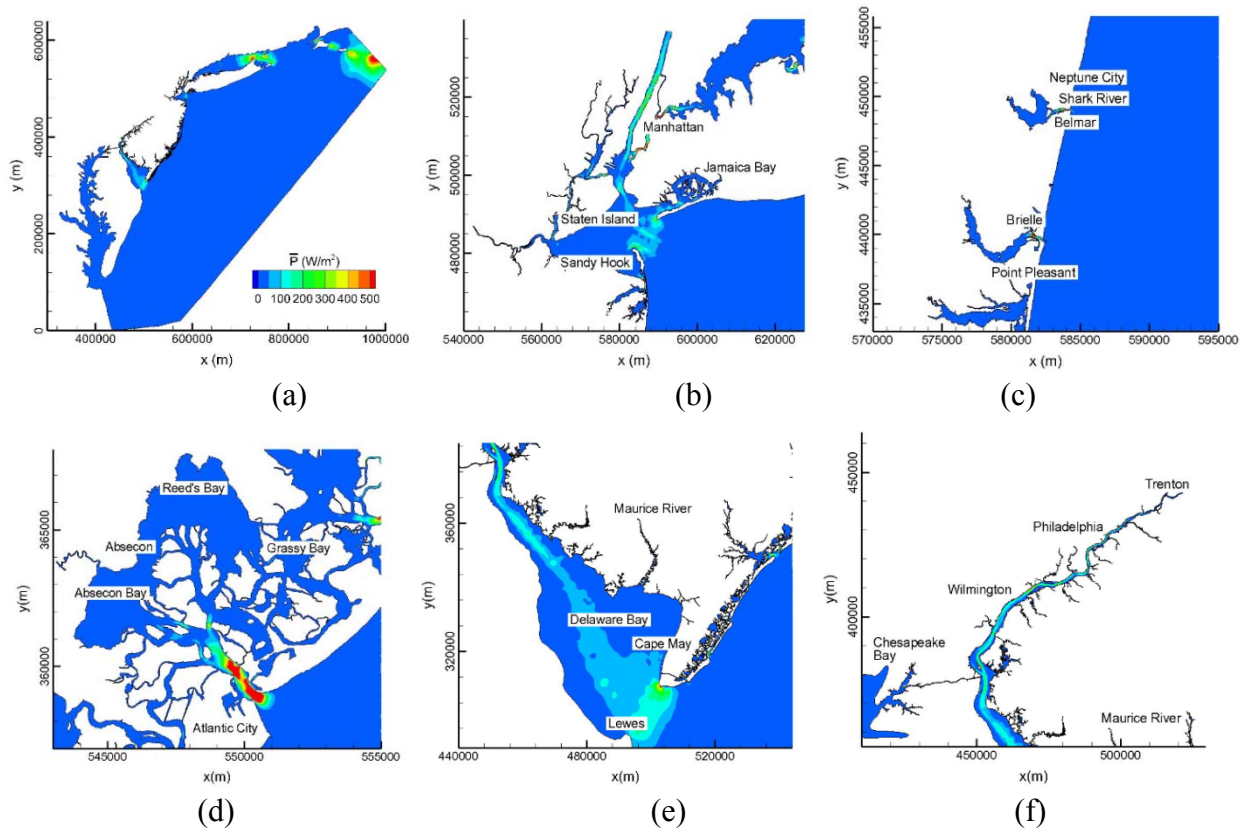 600000
400000
200000
0
y (m)
P̅ (W/m²)
0 100 200 300 400 500
400000 600000 800000 1000000
x (m)
(a)
520000
500000
480000
y (m)
Manhattan
Jamaica Bay
Staten Island
Sandy Hook
540000 560000 580000 600000 620000
x (m)
(b)
455000
450000
445000
440000
435000
y (m)
Neptune City
Shark River
Belmar
Brielle
Point Pleasant
570000 575000 580000 585000 590000 595000
x (m)
(c)
365000
360000
y(m)
Reed's Bay
Absecon
Grassy Bay
Absecon Bay
Atlantic City
545000 550000 555000
x(m)
(d)
360000
320000
y(m)
Maurice River
Delaware Bay
Cape May
Lewes
440000 480000 520000
x(m)
(e)
450000
400000
y(m)
Trenton
Philadelphia
Wilmington
Chesapeake
Bay
Maurice River
450000 500000
x(m)
(f)